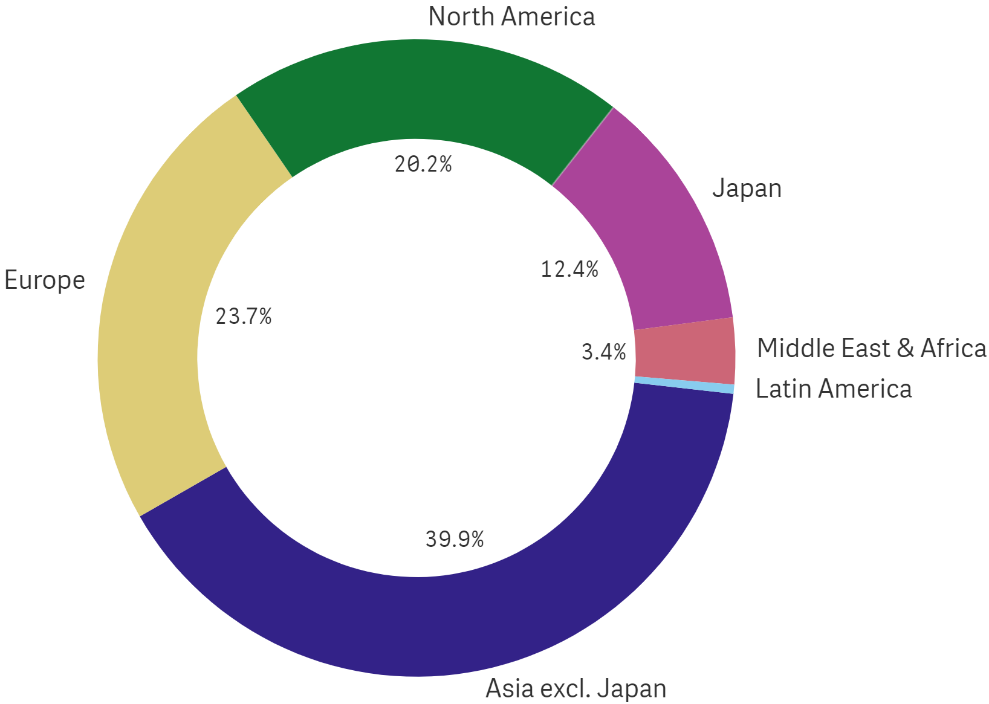 North America
20.2%
Japan
12.4%
Europe
23.7%
Middle East & Africa
3.4%
Latin America
39.9%
Asia excl. Japan